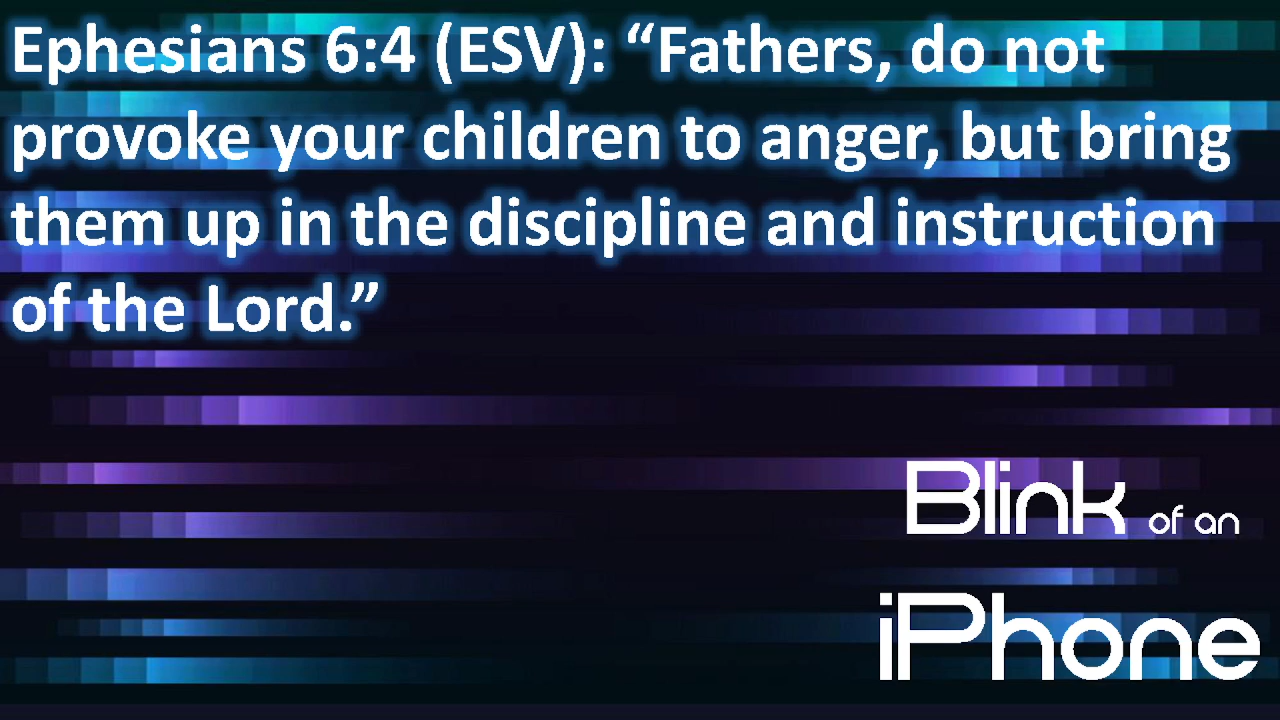 Ephesians 6:4 (ESV): “Fathers, do not
provoke your children to anger, but bring
them up in the discipline and instruction
of the Lord.”
Blink of an
iPhone